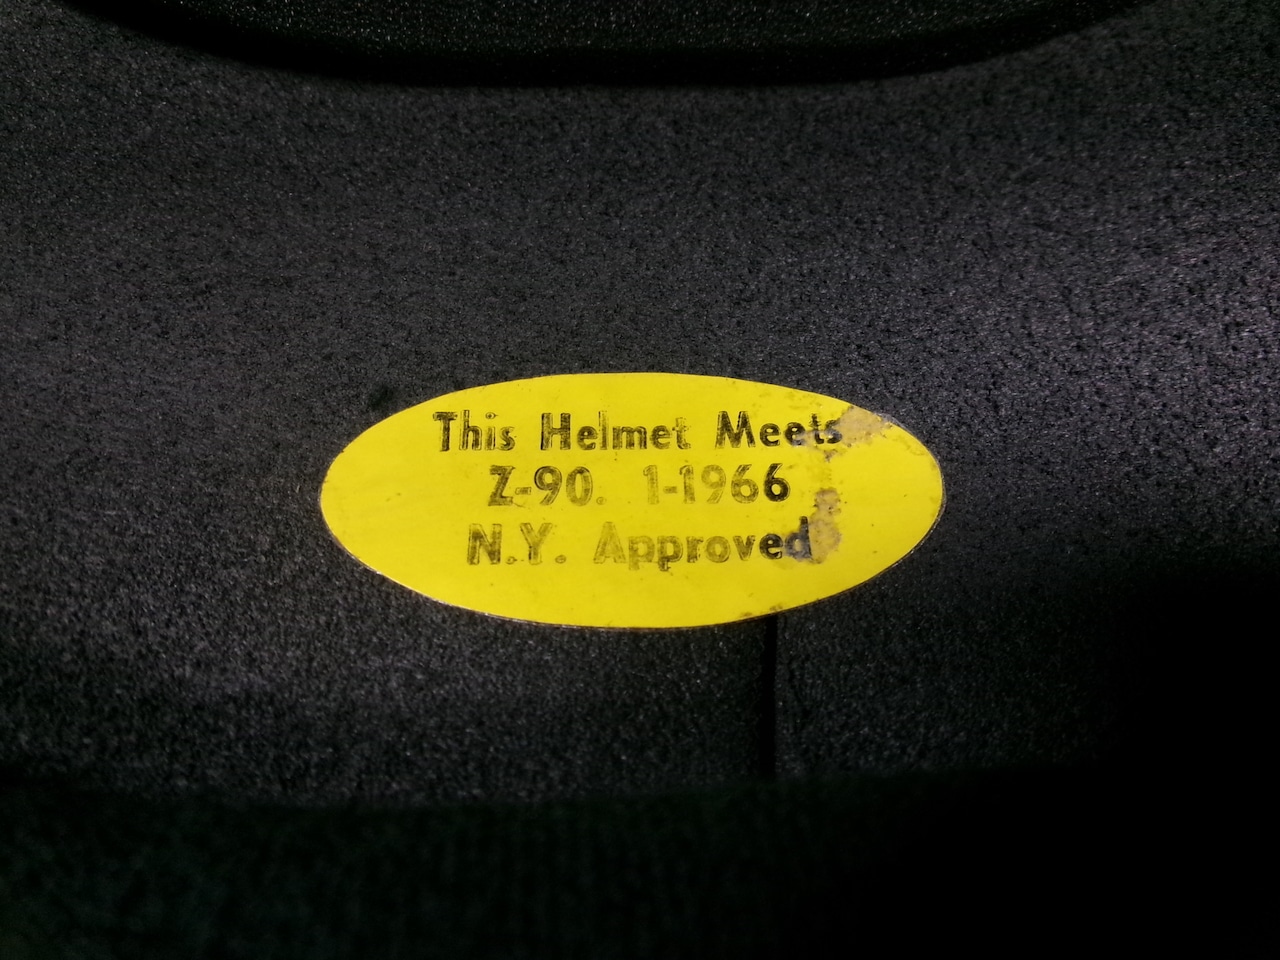 This Helmet Meets
Z-90. 1-1966
N.Y. Approved